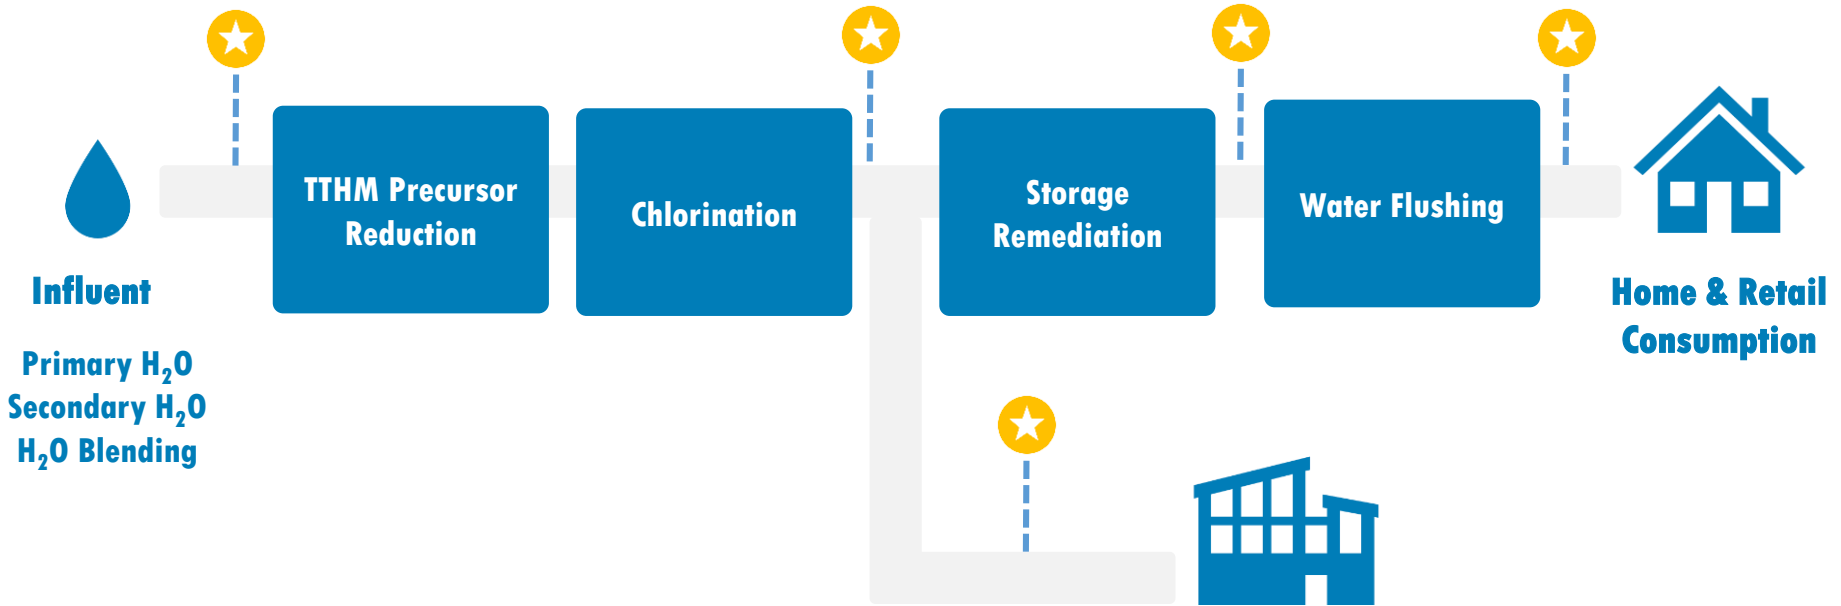 TTHM Precursor
Reduction
Chlorination
Storage
Remediation
Water Flushing
Influent
Primary H₂O
Secondary H₂O
H₂O Blending
Home & Retail
Consumption